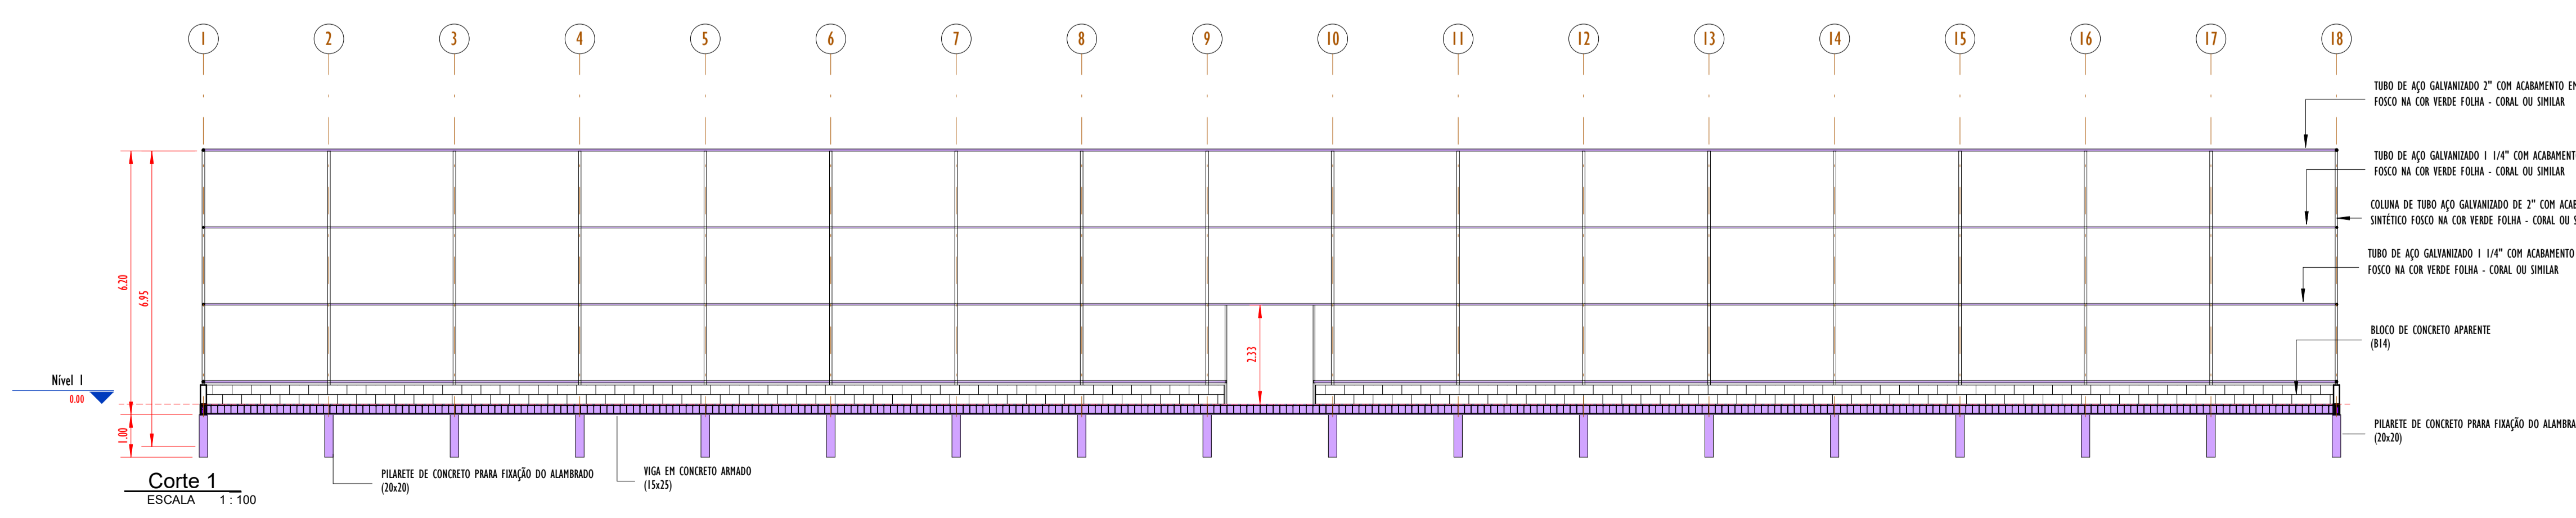 1 2 3 4 5 6 7 8 9 10 11 12 13 14 15 16 17 18
TUBO DE AÇO GALVANIZADO 2" COM ACABAMENTO
FOSCO NA COR VERDE FOLHA - CORAL OU SIMILAR
TUBO DE AÇO GALVANIZADO 1 1/4" COM ACABAMENT
FOSCO NA COR VERDE FOLHA - CORAL OU SIMILAR
COLUNA DE TUBO AÇO GALVANIZADO DE 2" COM ACAB
SINTÉTICO FOSCO NA COR VERDE FOLHA - CORAL OU S
TUBO DE AÇO GALVANIZADO 1 1/4" COM ACABAMENTO
FOSCO NA COR VERDE FOLHA - CORAL OU SIMILAR
6.20
6.95
2.33
BLOCO DE CONCRETO APARENTE
(B14)
Nível 1
0.00
1.00
PILARETE DE CONCRETO PRARA FIXAÇÃO DO ALAMBRA
(20x20)
PILARETE DE CONCRETO PRARA FIXAÇÃO DO ALAMBRADO
(20x20)
VIGA EM CONCRETO ARMADO
(15x25)
Corte 1
ESCALA 1 : 100